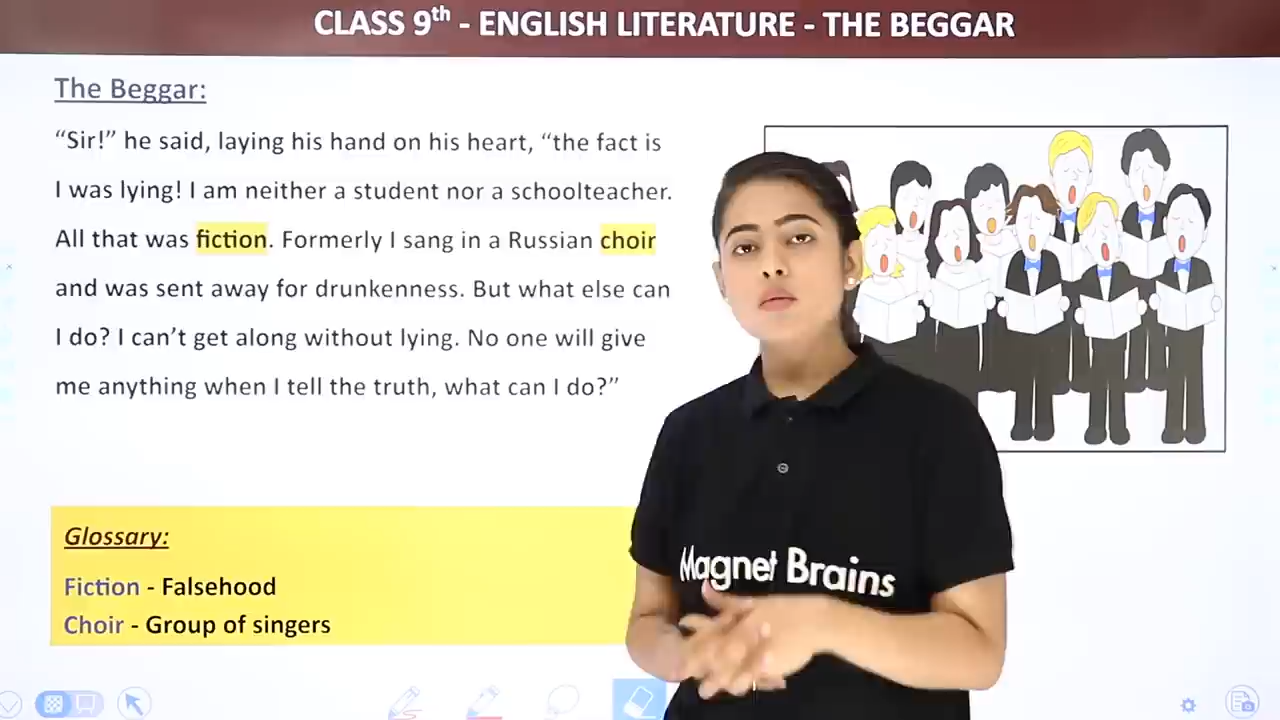 CLASS 9th - ENGLISH LITERATURE - THE BEGGAR
The Beggar:
“Sir!” he said, laying his hand on his heart, “the fact is
I was lying! I am neither a student nor a schoolteacher.
All that was fiction. Formerly I sang in a Russian choir
and was sent away for drunkenness. But what else can
I do? I can’t get along without lying. No one will give
me anything when I tell the truth, what can I do?”
Glossary:
Fiction - Falsehood
Choir - Group of singers
Magnet Brains